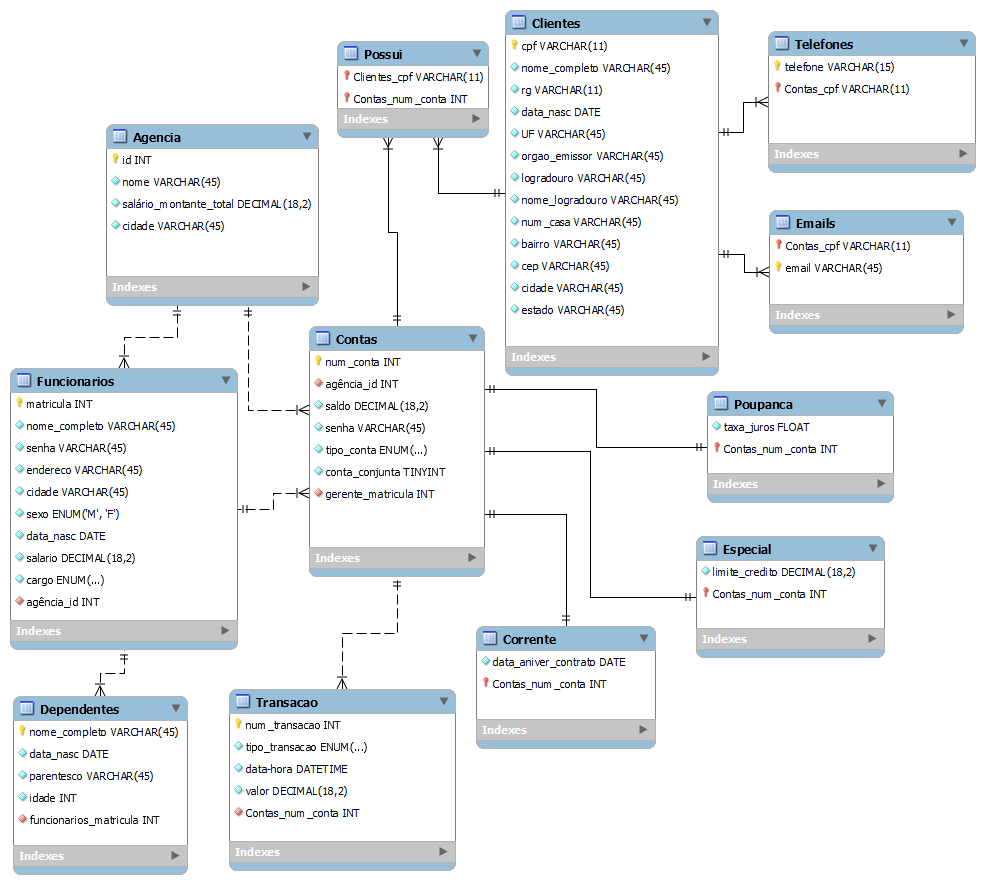 Clientes
cpf VARCHAR(11)
nome_completo VARCHAR(45)
rg VARCHAR(11)
data_nasc DATE
UF VARCHAR(45)
orgao_emissor VARCHAR(45)
logradouro VARCHAR(45)
nome_logradouro VARCHAR(45)
num_casa VARCHAR(45)
bairro VARCHAR(45)
cep VARCHAR(45)
cidade VARCHAR(45)
estado VARCHAR(45)
Indexes
Telefones
telefone VARCHAR(15)
Contas_cpf VARCHAR(11)
Indexes
Possui
Clientes_cpf VARCHAR(11)
Contas_num_conta INT
Indexes
Agencia
id INT
nome VARCHAR(45)
salário_montante_total DECIMAL(18,2)
cidade VARCHAR(45)
Indexes
Emails
Contas_cpf VARCHAR(11)
email VARCHAR(45)
Indexes
Contas
num_conta INT
agência_id INT
saldo DECIMAL(18,2)
senha VARCHAR(45)
tipo_conta ENUM(...)
conta_conjunta TINYINT
gerente_matricula INT
Indexes
Funcionarios
matricula INT
nome_completo VARCHAR(45)
senha VARCHAR(45)
endereco VARCHAR(45)
cidade VARCHAR(45)
sexo ENUM('M', 'F')
data_nasc DATE
salario DECIMAL(18,2)
cargo ENUM(...)
agência_id INT
Indexes
Poupanca
taxa_juros FLOAT
Contas_num_conta INT
Indexes
Especial
limite_credito DECIMAL(18,2)
Contas_num_conta INT
Indexes
Corrente
data_aniver_contrato DATE
Contas_num_conta INT
Indexes
Transacao
num_transacao INT
tipo_transacao ENUM(...)
data-hora DATETIME
valor DECIMAL(18,2)
Contas_num_conta INT
Indexes
Dependentes
nome_completo VARCHAR(45)
data_nasc DATE
parentesco VARCHAR(45)
idade INT
funcionarios_matricula INT
Indexes